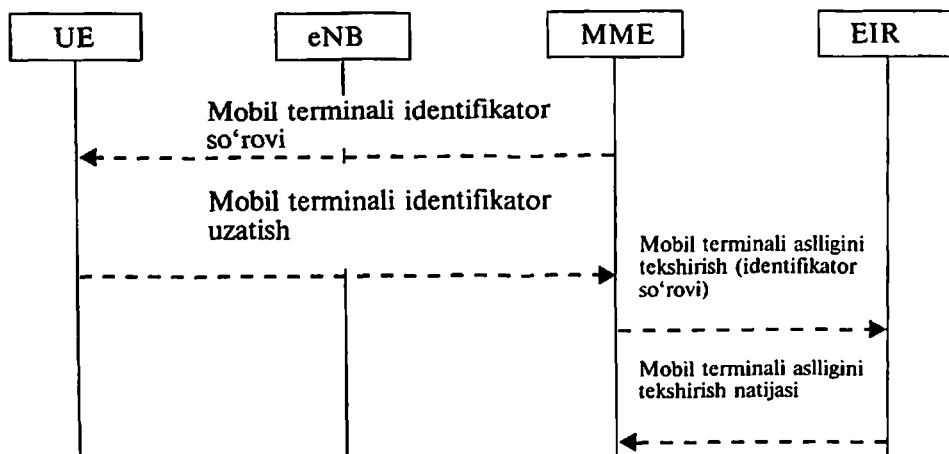 UE
eNB
MME
EIR
Mobil terminali identifikator
so‘rovi
Mobil terminali identifikator
uzatish
Mobil terminali aslligini
tekshirish (identifikator
so‘rovi)
Mobil terminali aslligini
tekshirish natijasi